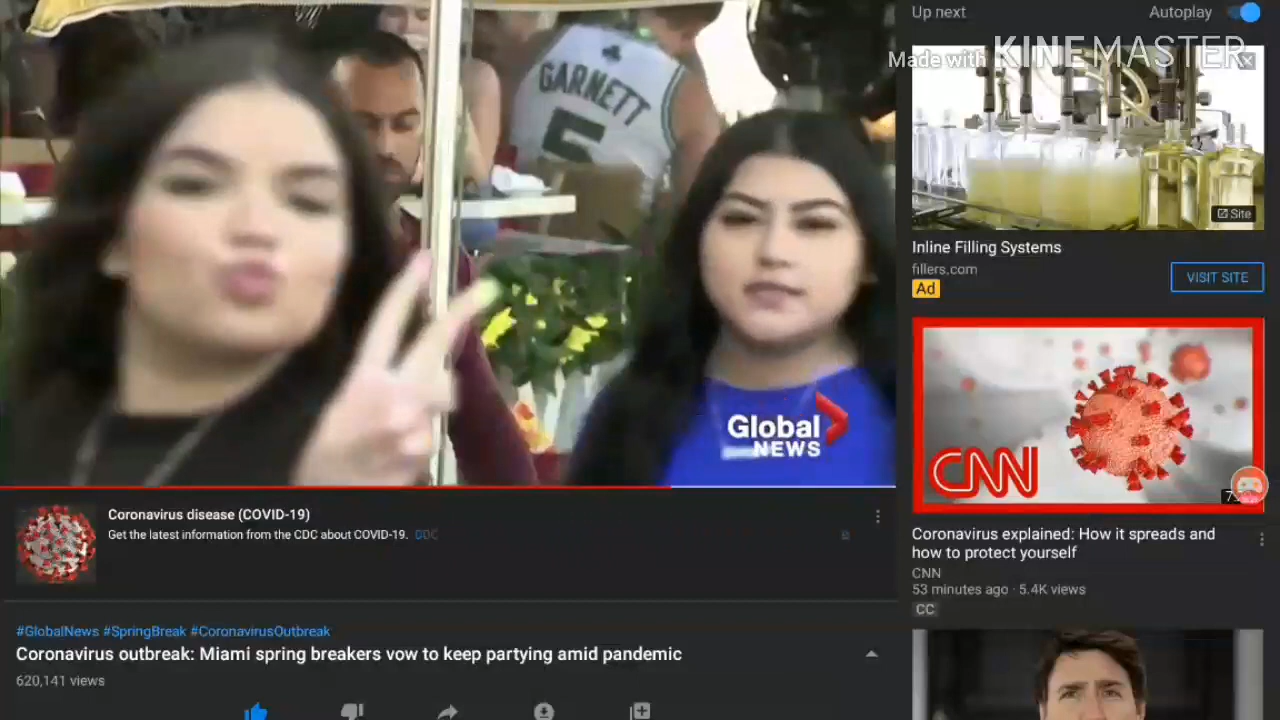 GARNETT
5
Global
NEWS
Up next
Autoplay
Made with KINEMASTER
Site
Inline Filling Systems
fillers.com
VISIT SITE
Ad
CNN
Coronavirus explained: How it spreads and
how to protect yourself
CNN
53 minutes ago · 5.4K views
CC
Coronavirus disease (COVID-19)
Get the latest information from the CDC about COVID-19. CDC
#GlobalNews #SpringBreak #CoronavirusOutbreak
Coronavirus outbreak: Miami spring breakers vow to keep partying amid pandemic
620,141 views